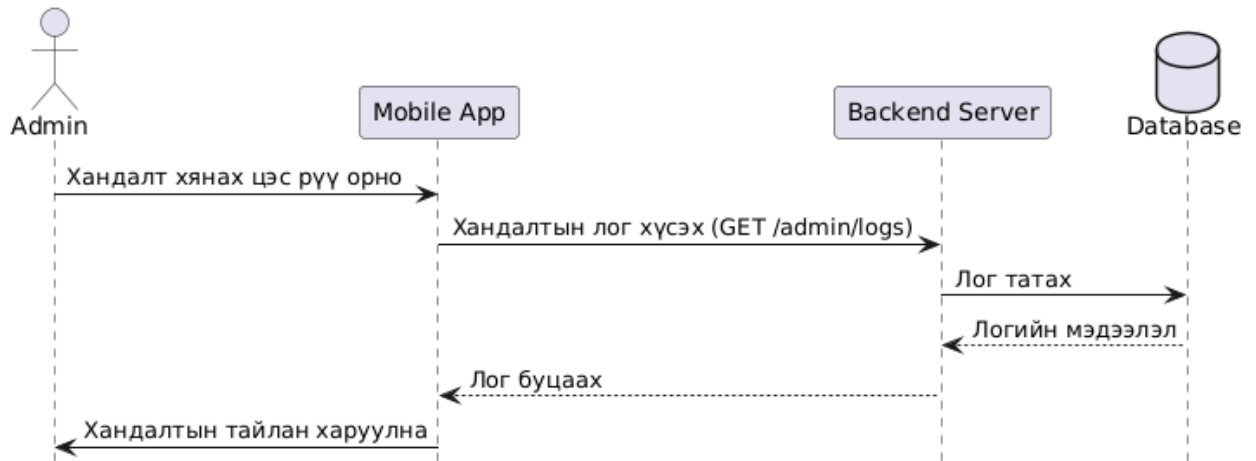 Admin
Mobile App
Backend Server
Database
Хандалт хянах цэс рүү орно
Хандалтын лог хүсэх (GET /admin/logs)
Лог татах
Логийн мэдээлэл
Лог буцаах
Хандалтын тайлан харуулна